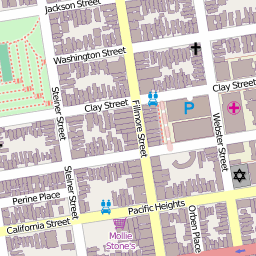 Jackson Street
Washington Street
Clay Street
Clay Street
P
Steiner Street
Fillmore Street
Webster Street
Steiner Street
Perine Place
California Street
Pacific Heights
Mollie
Stone's
Orben Place